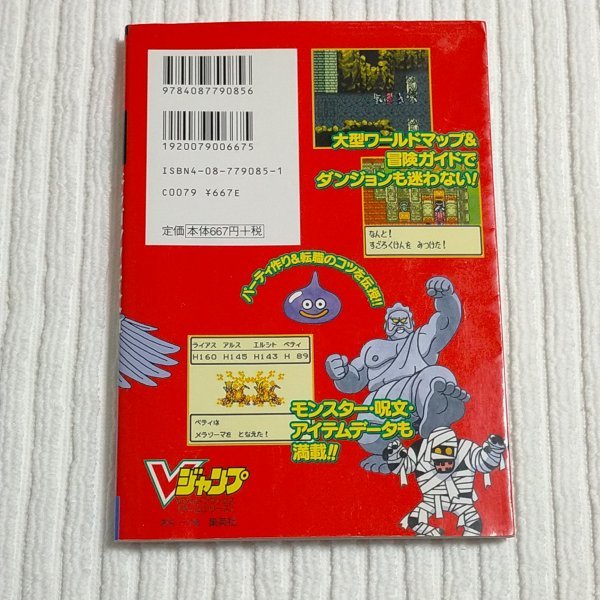 9784087790856
1920079006675
ISBN4-08-779085-1
C0079 ¥667E
定価 本体667円+税
大型ワールドマップ&
冒険ガイドで
ダンジョンも迷わない!
なんと!
すごろくけんを みつけた!
パーティ作り&転職のコツを伝授!!
ライアス アルス エルシト ベティ
H160 H145 H143 H 89
ベティは
メラゾーマを となえた!
モンスター・呪文・
アイテムデータも
満載!!
Vジャンプ
集英社